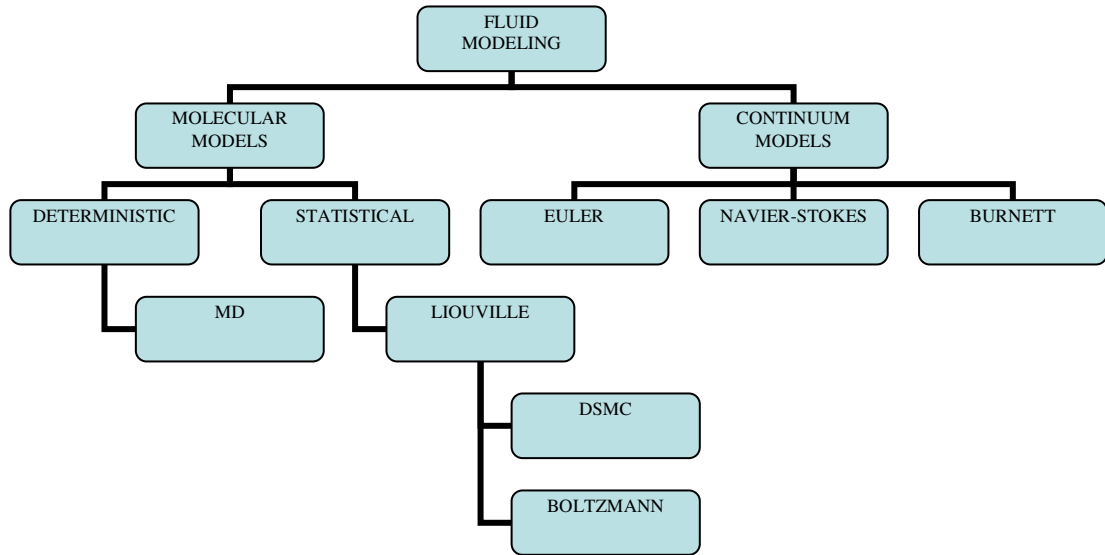 FLUID
MODELING
MOLECULAR
MODELS
CONTINUUM
MODELS
DETERMINISTIC
STATISTICAL
EULER
NAVIER-STOKES
BURNETT
MD
LIOUVILLE
DSMC
BOLTZMANN